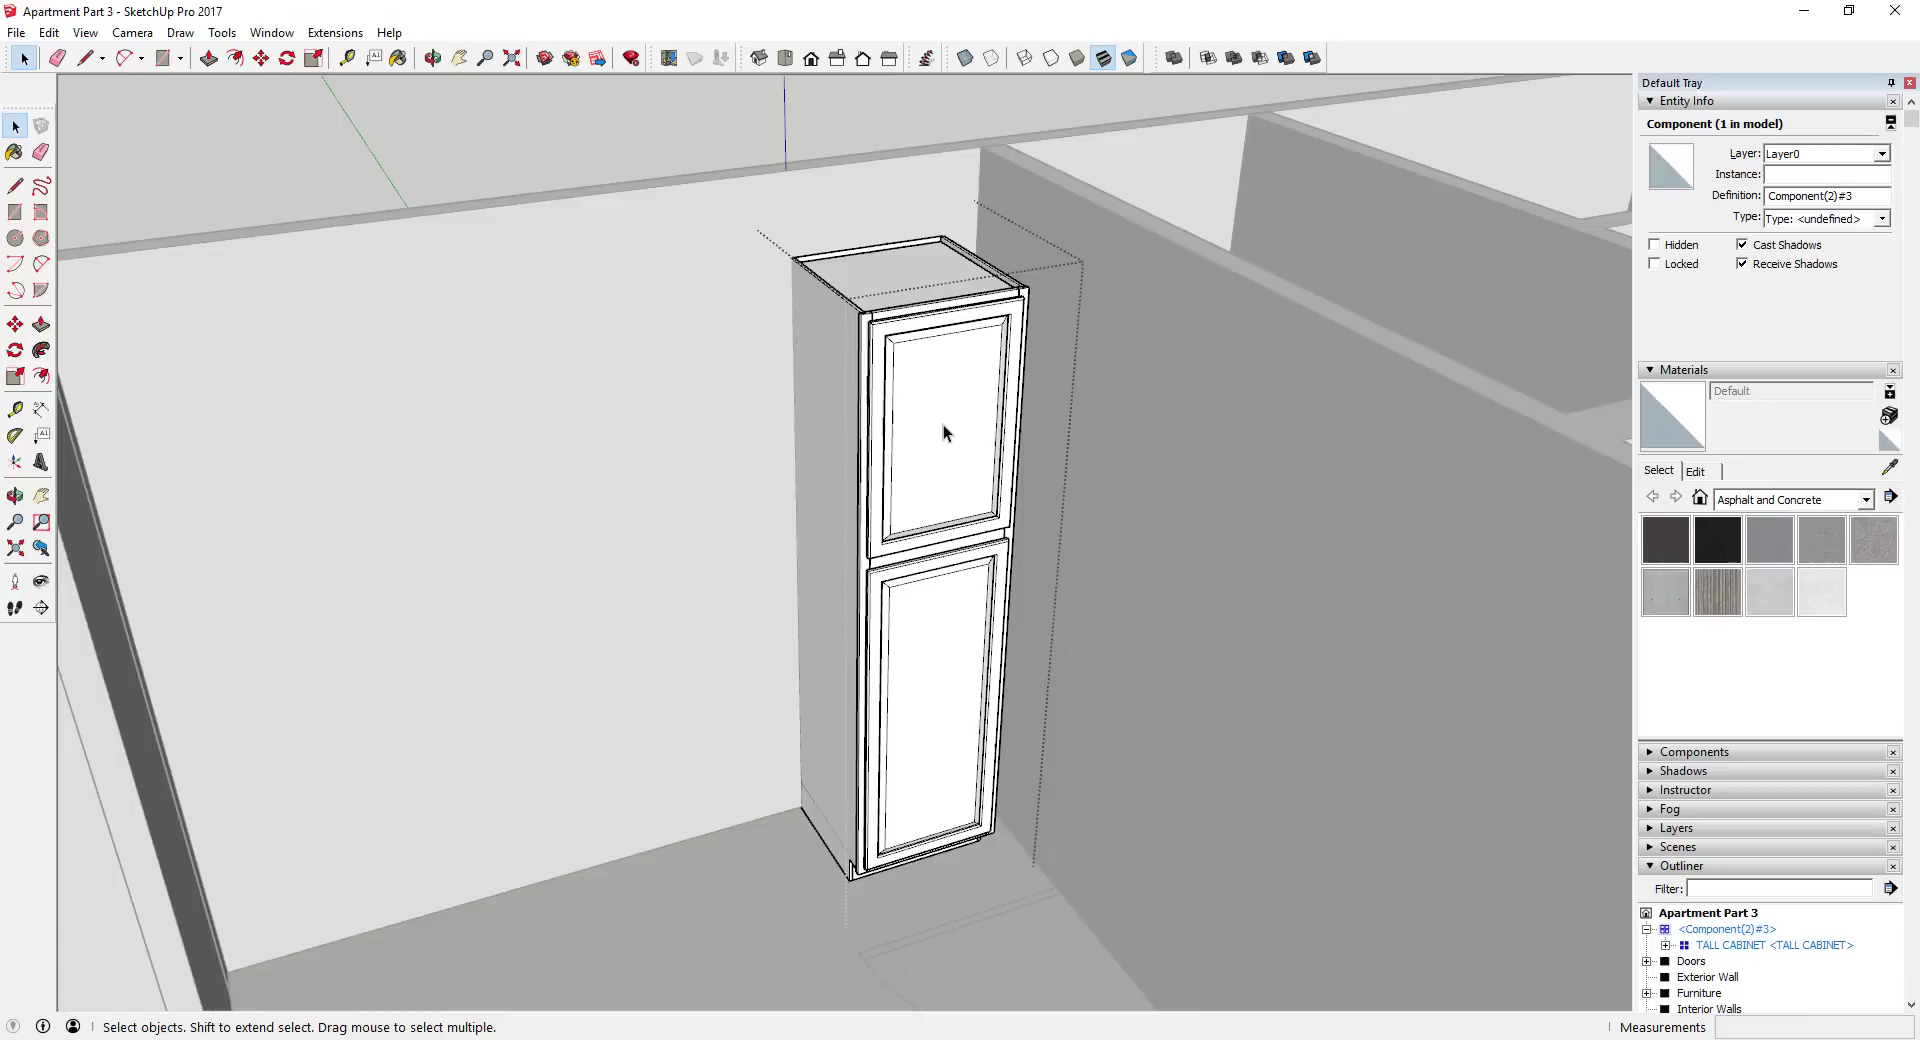 Apartment Part 3 - SketchUp Pro 2017
File Edit View Camera Draw Tools Window Extensions Help
Default Tray
Entity Info
Component (1 in model)
Layer: Layer0
Instance:
Definition: Component(2)#3
Type: Type: <undefined>
Hidden Cast Shadows
Locked Receive Shadows
Materials
Default
Select Edit
Asphalt and Concrete
Components
Shadows
Instructor
Fog
Layers
Scenes
Outliner
Filter:
Apartment Part 3
<Component(2)#3>
TALL CABINET <TALL CABINET>
Doors
Exterior Wall
Furniture
Interior Walls
Select objects. Shift to extend select. Drag mouse to select multiple.
Measurements